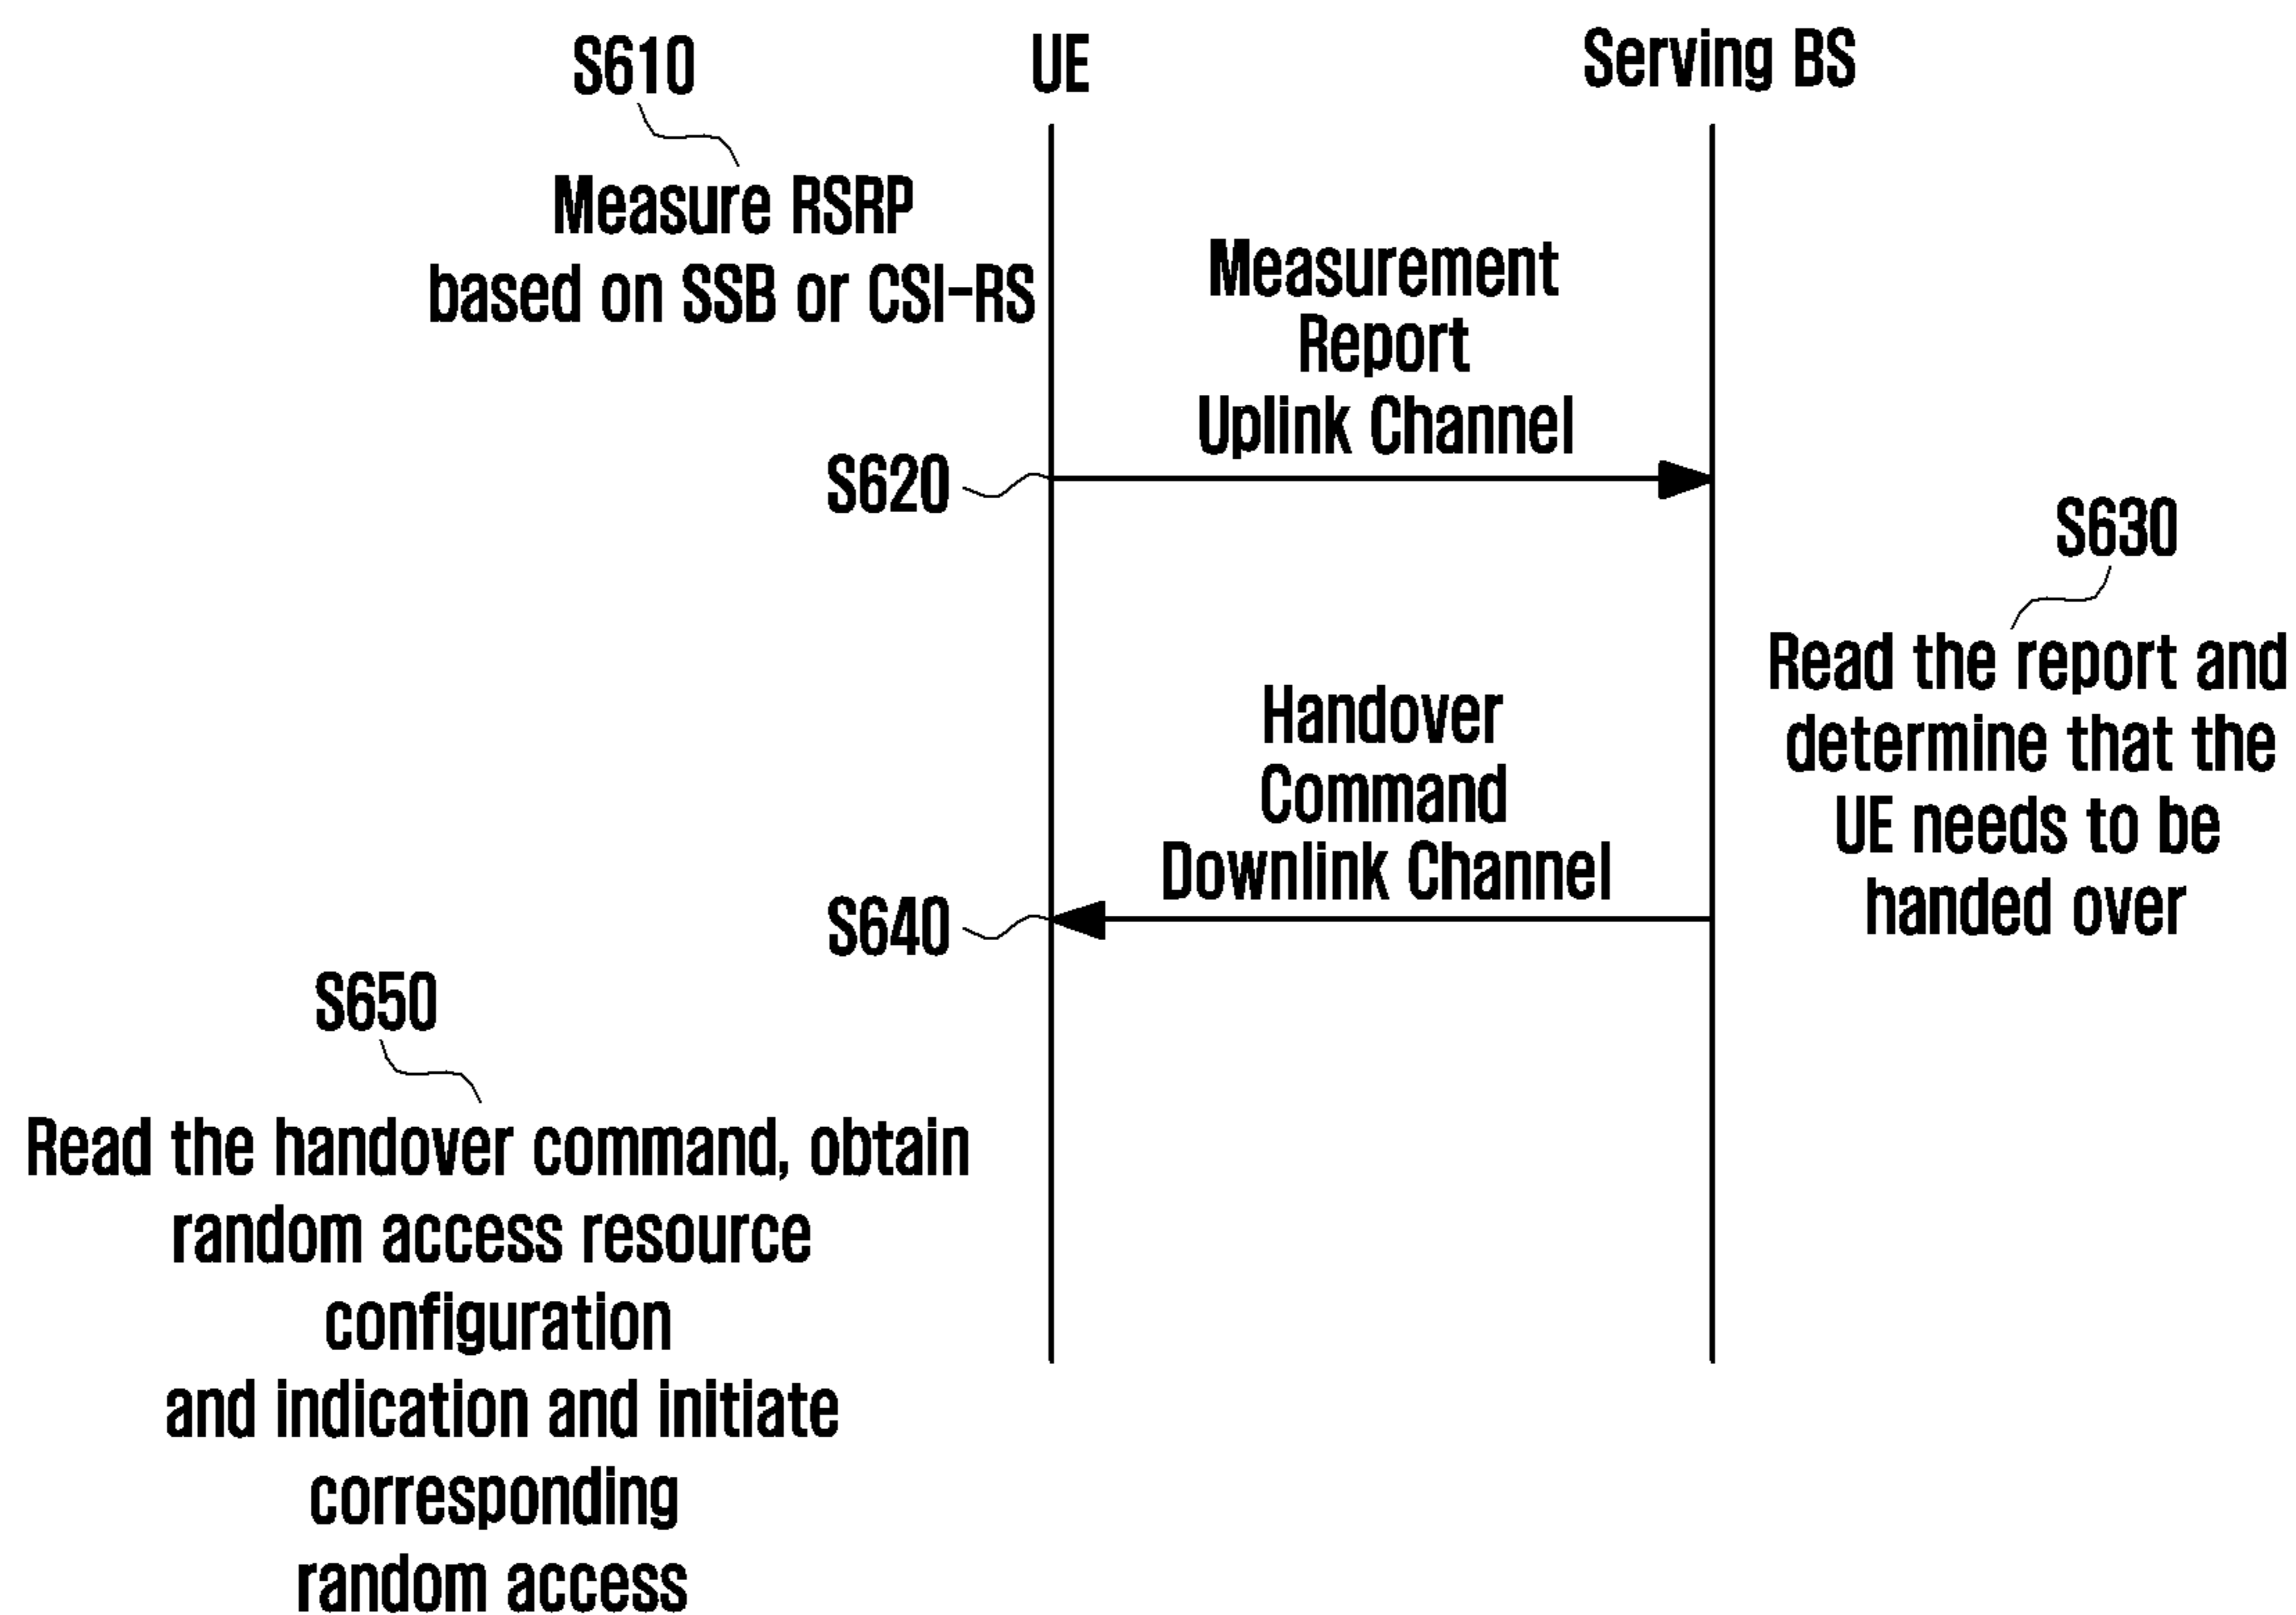 S610
UE
Serving BS
Measure RSRP
based on SSB or CSI-RS
Measurement
Report
Uplink Channel
S620
S630
Read the report and
determine that the
UE needs to be
handed over
Handover
Command
Downlink Channel
S640
S650
Read the handover command, obtain
random access resource
configuration
and indication and initiate
corresponding
random access